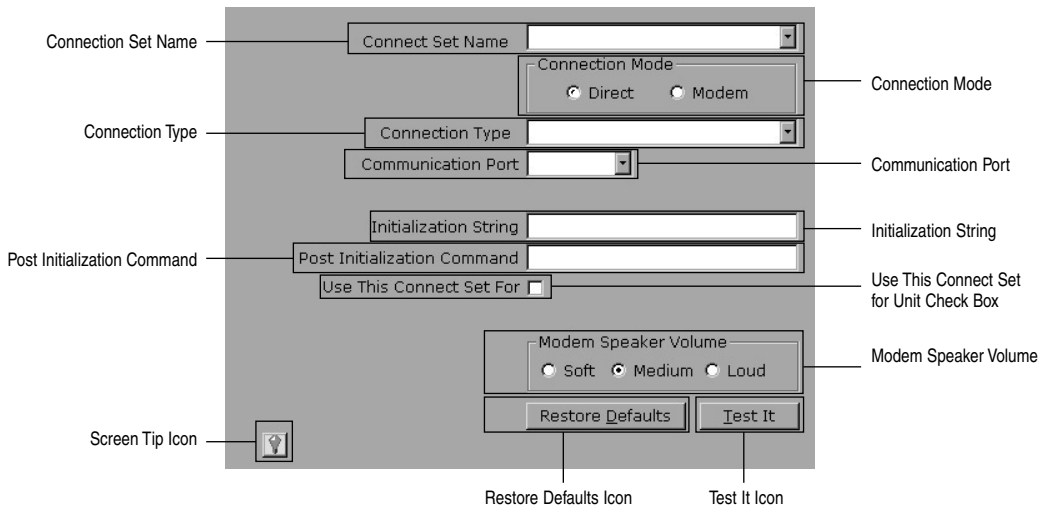 Connection Set Name
Connect Set Name
Connection Mode
Direct Modem
Connection Mode
Connection Type
Connection Type
Communication Port
Communication Port
Initialization String
Initialization String
Post Initialization Command
Post Initialization Command
Use This Connect Set For
Use This Connect Set
for Unit Check Box
Modem Speaker Volume
Soft Medium Loud
Modem Speaker Volume
Restore Defaults
Test It
Screen Tip Icon
Restore Defaults Icon
Test It Icon